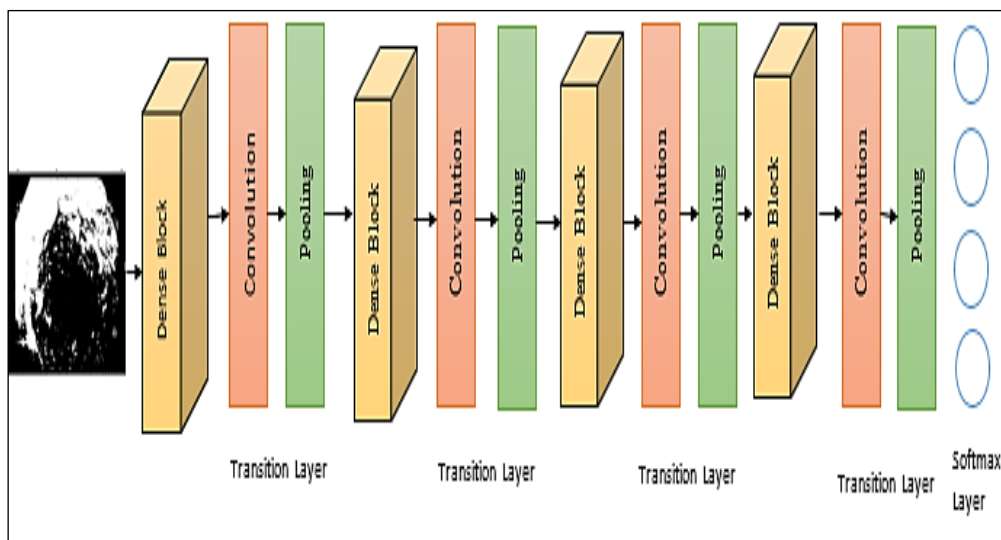 Dense Block
Convolution
Pooling
Dense Block
Convolution
Pooling
Dense Block
Convolution
Pooling
Dense Block
Convolution
Pooling
Transition Layer
Transition Layer
Transition Layer
Transition Layer
Softmax
Layer